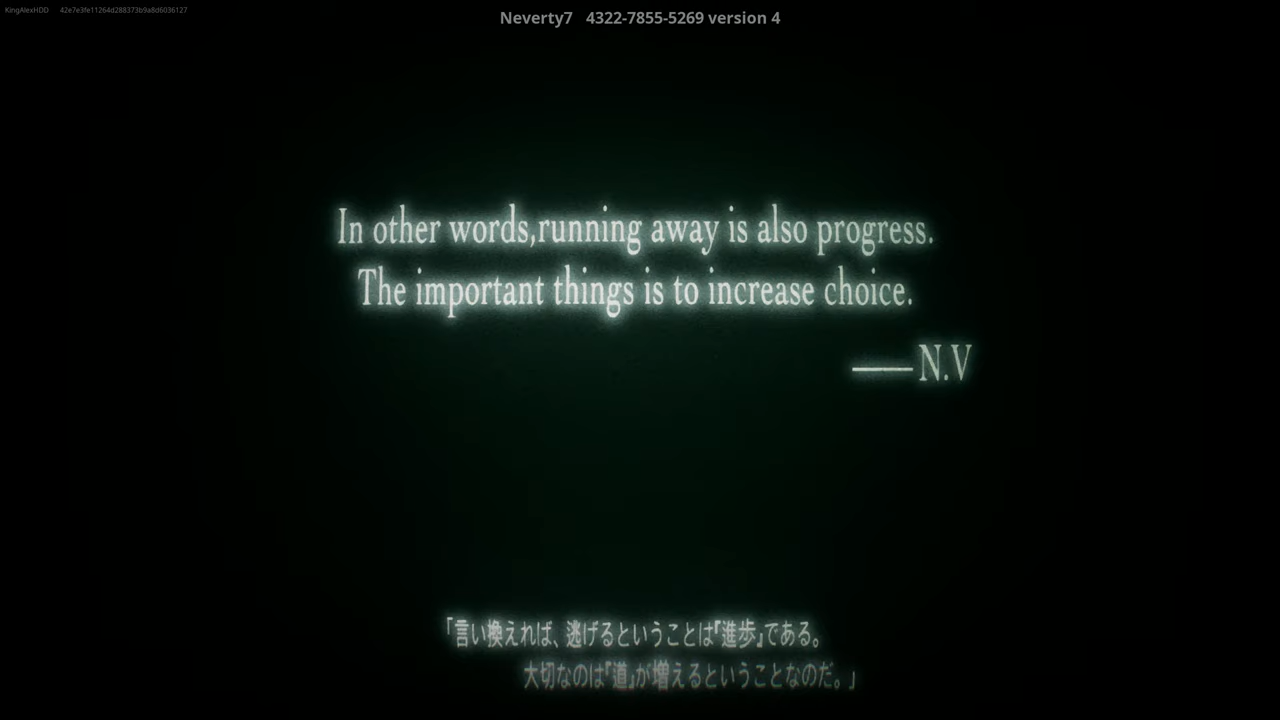 KingAlexHDD 42e7e3fe11264d288373b9a8d6036127
Neverty7 4322-7855-5269 version 4
In other words,running away is also progress.
The important things is to increase choice.
——N.V
「言い換えれば、逃げるということは『進歩』である。
大切なのは『道』が増えるということなのだ。」